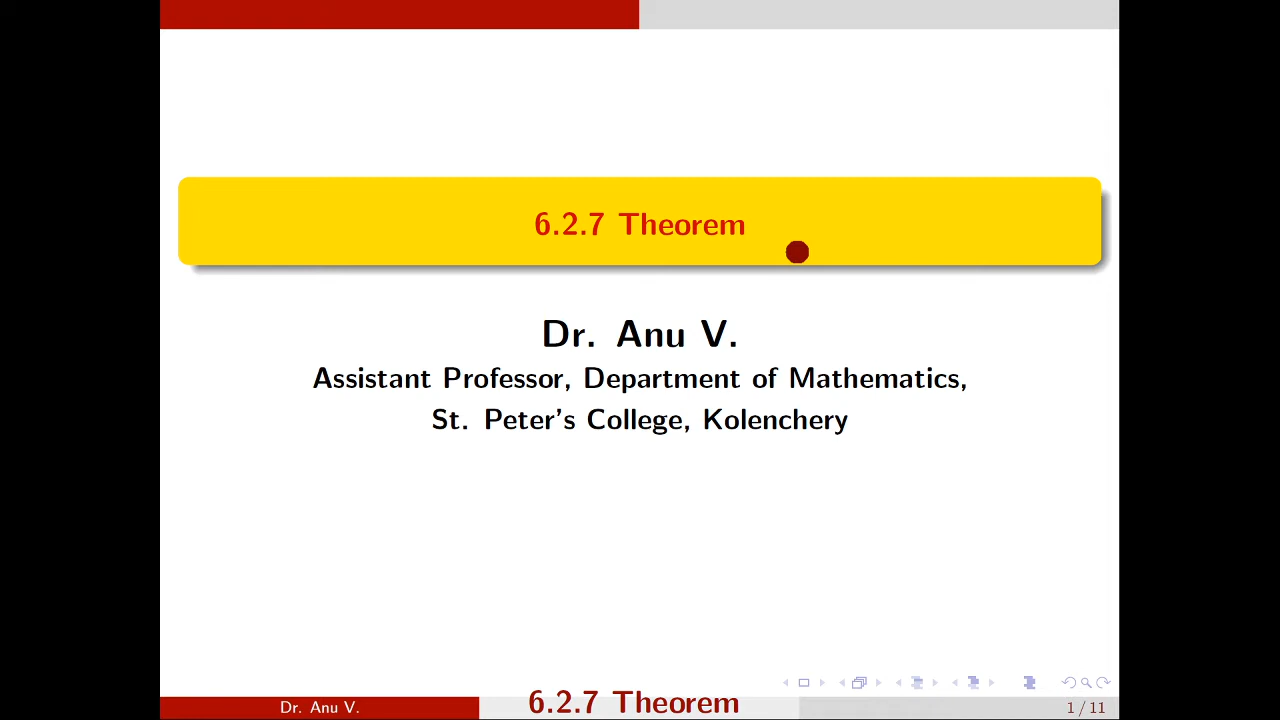 6.2.7 Theorem
Dr. Anu V.
Assistant Professor, Department of Mathematics,
St. Peter's College, Kolenchery
Dr. Anu V.
6.2.7 Theorem
1 / 11